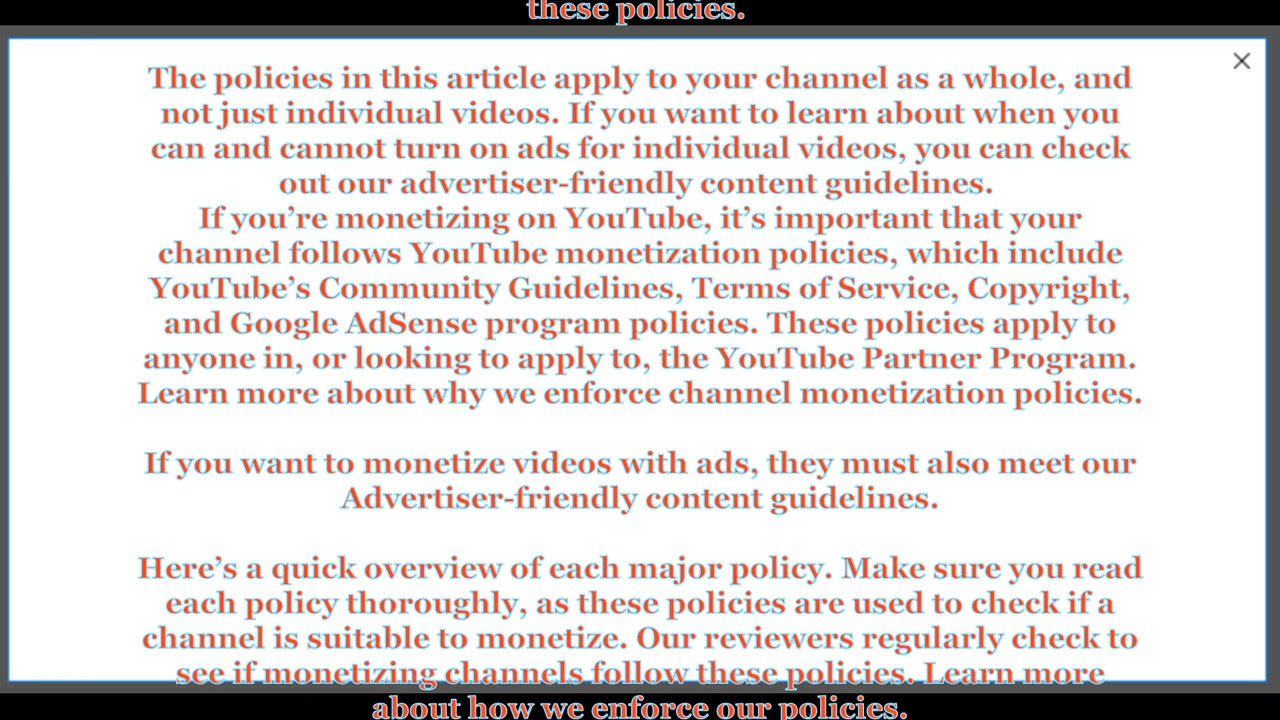 these policies.
The policies in this article apply to your channel as a whole, and
not just individual videos. If you want to learn about when you
can and cannot turn on ads for individual videos, you can check
out our advertiser-friendly content guidelines.
If you’re monetizing on YouTube, it’s important that your
channel follows YouTube monetization policies, which include
YouTube’s Community Guidelines, Terms of Service, Copyright,
and Google AdSense program policies. These policies apply to
anyone in, or looking to apply to, the YouTube Partner Program.
Learn more about why we enforce channel monetization policies.
If you want to monetize videos with ads, they must also meet our
Advertiser-friendly content guidelines.
Here’s a quick overview of each major policy. Make sure you read
each policy thoroughly, as these policies are used to check if a
channel is suitable to monetize. Our reviewers regularly check to
see if monetizing channels follow these policies. Learn more
about how we enforce our policies.